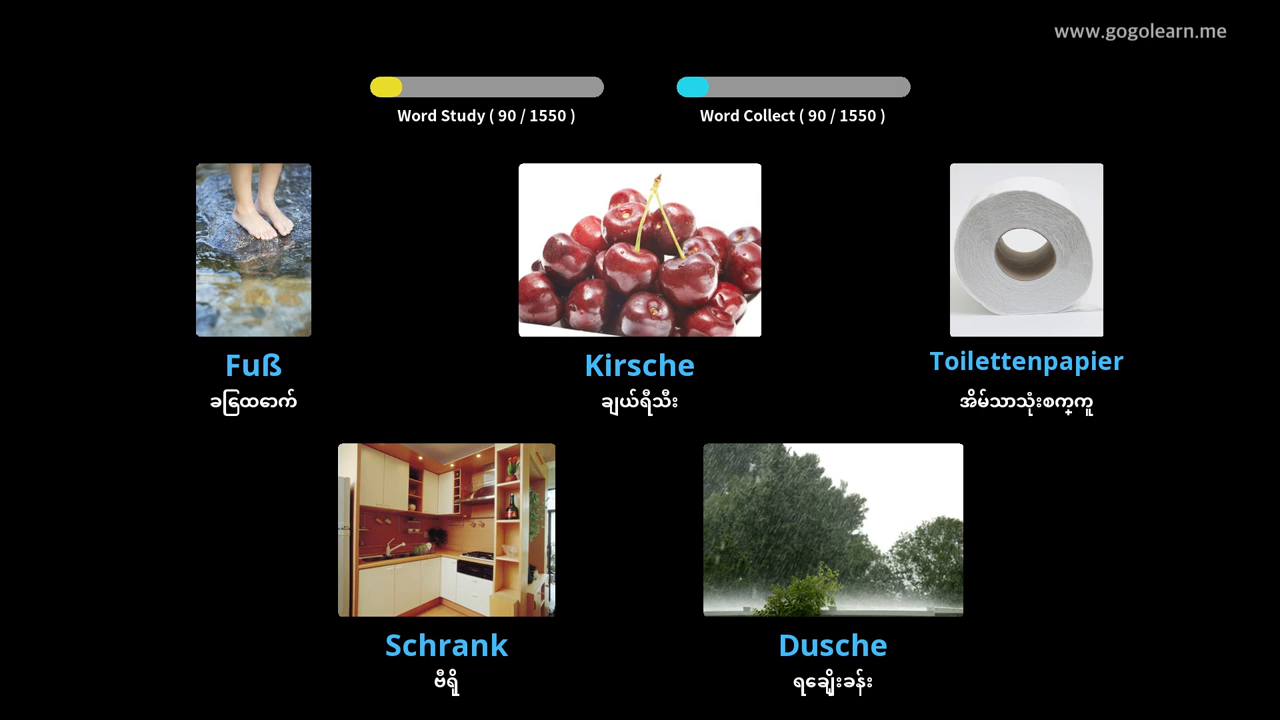 www.gogolearn.me
Word Study ( 90 / 1550 )
Word Collect ( 90 / 1550 )
Fuß
ခြေထောက်
Kirsche
ချယ်ရီသီး
Toilettenpapier
အိမ်သာသုံးစက္ကူ
Schrank
ဗီရို
Dusche
ရေချိုးခန်း